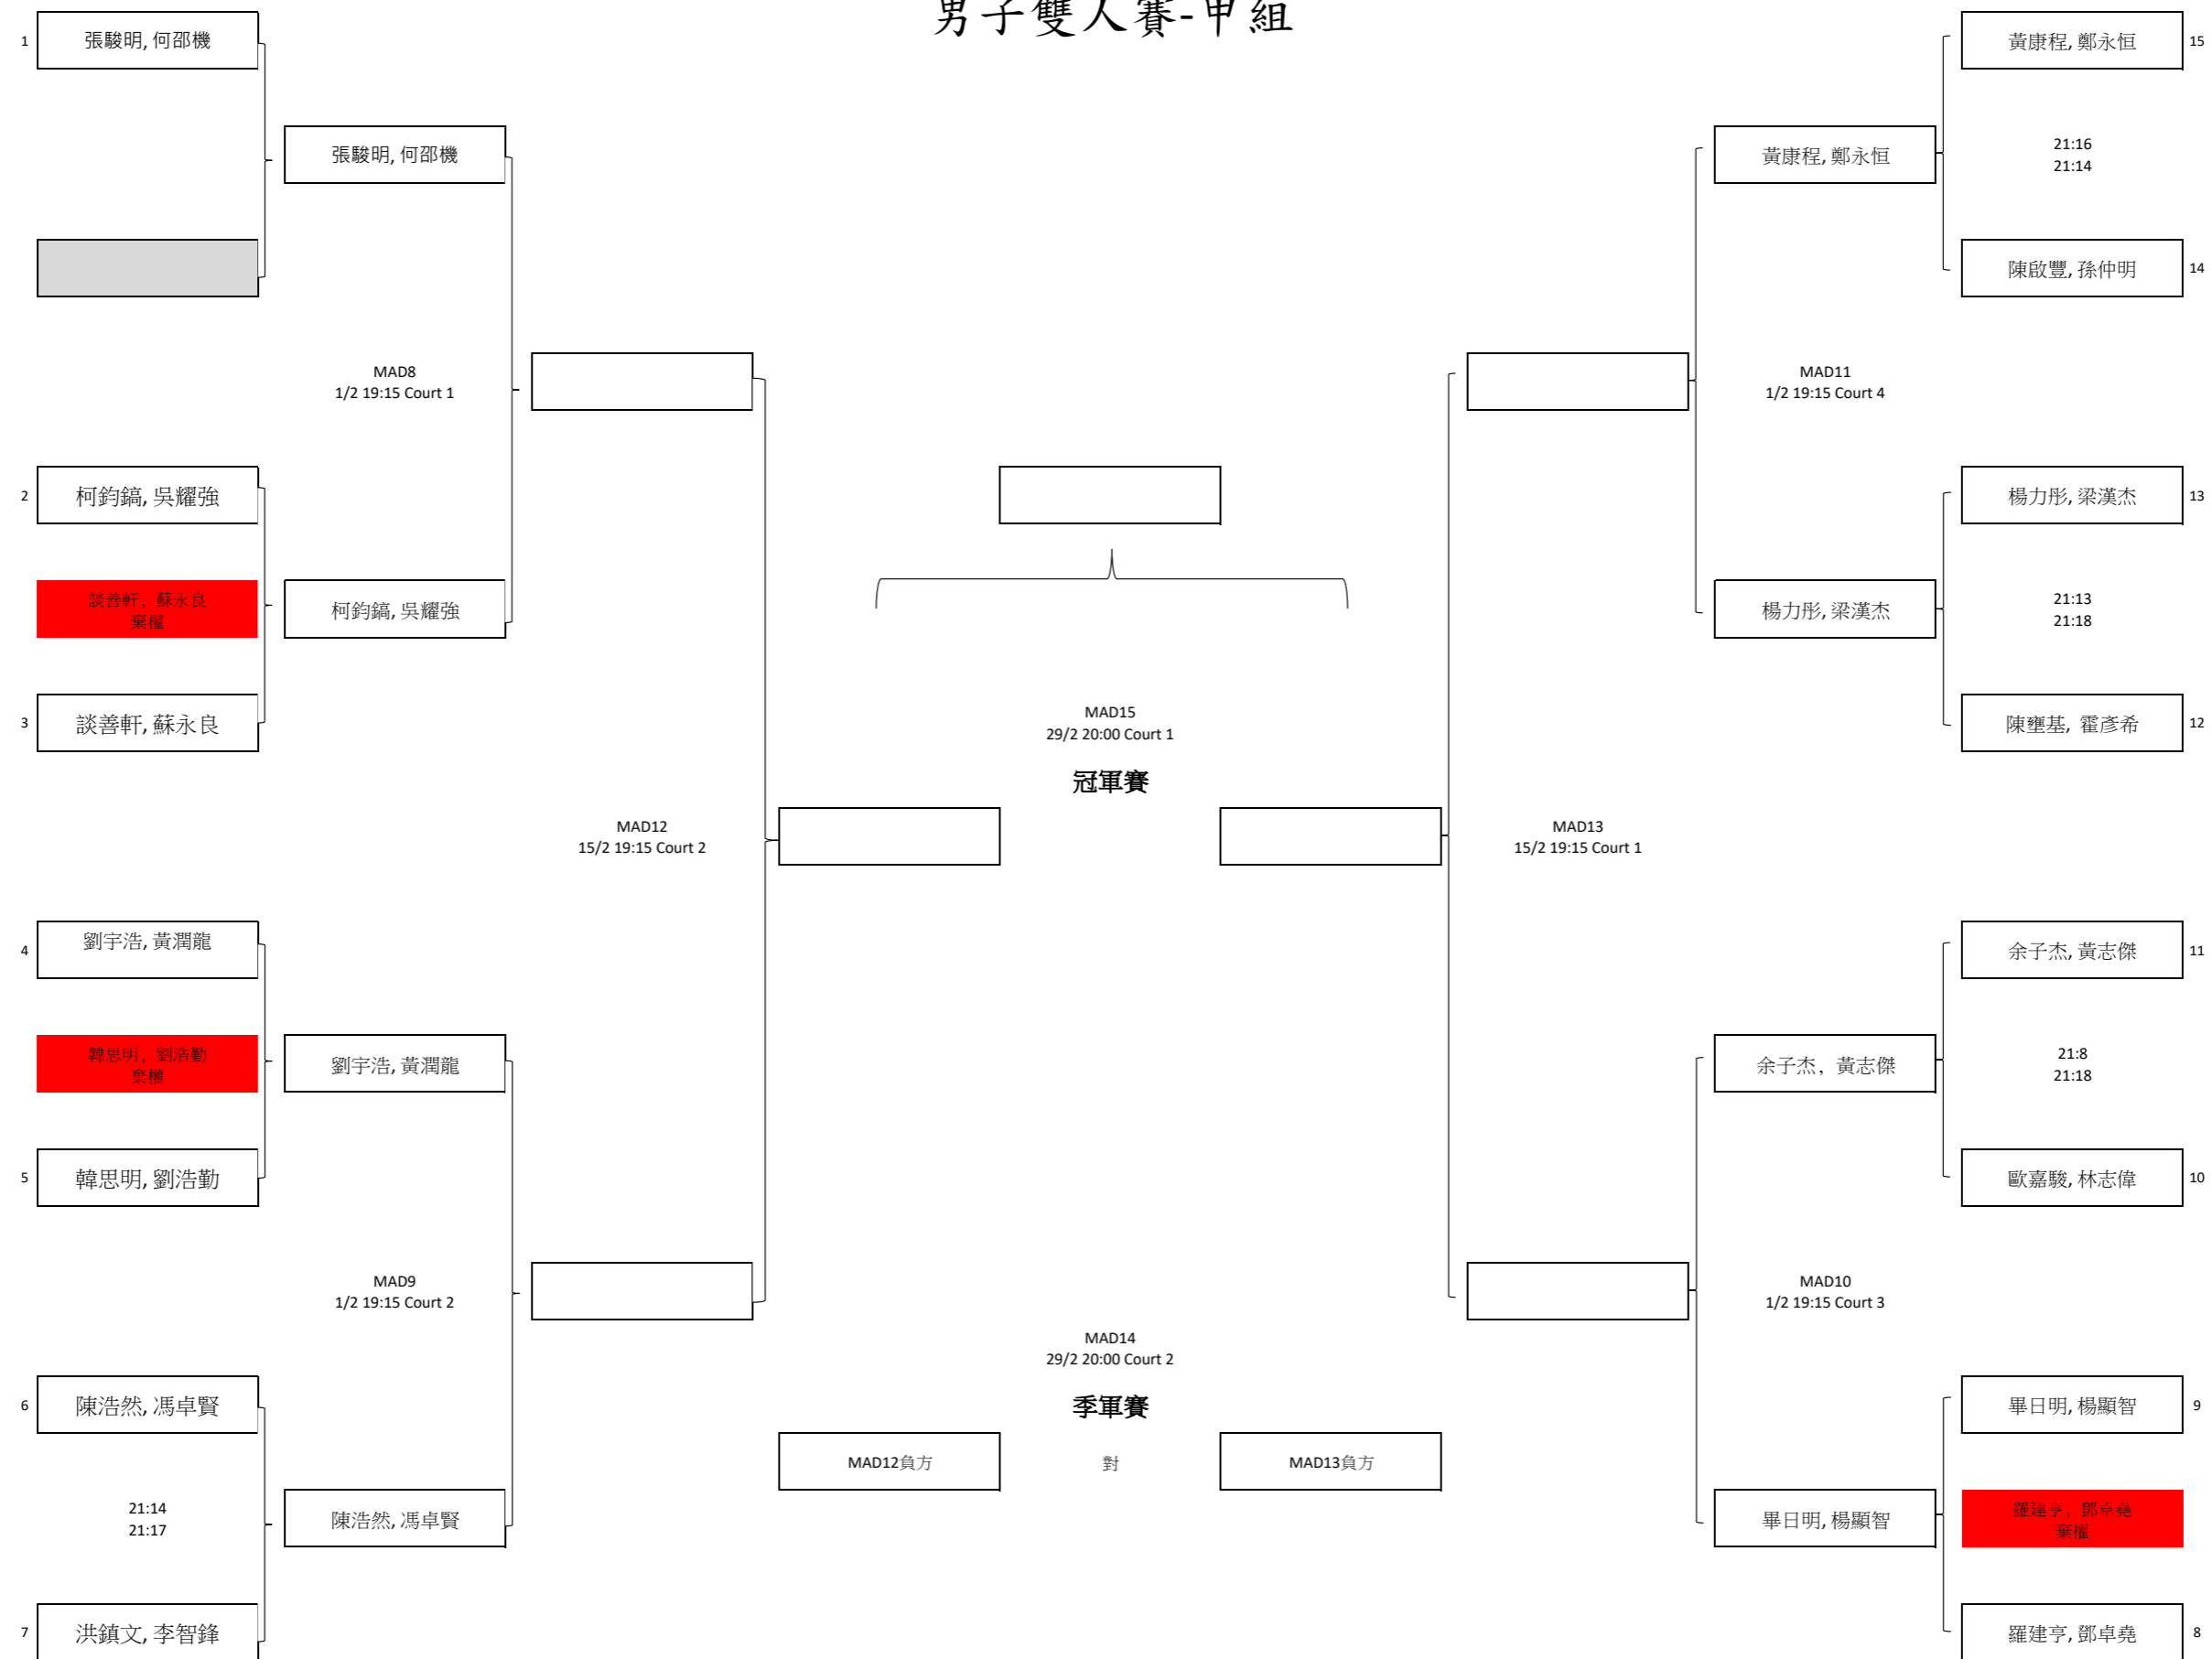 男子雙人賽-甲組
1
張駿明, 何邵機
張駿明, 何邵機
MAD8
1/2 19:15 Court 1
2
柯鈞鎬, 吳耀強
談善軒，蘇永良
棄權
柯鈞鎬, 吳耀強
3
談善軒, 蘇永良
MAD12
15/2 19:15 Court 2
4
劉宇浩, 黃潤龍
韓思明，劉浩勤
棄權
劉宇浩, 黃潤龍
5
韓思明, 劉浩勤
MAD9
1/2 19:15 Court 2
6
陳浩然, 馮卓賢
21:14
21:17
陳浩然, 馮卓賢
7
洪鎮文, 李智鋒
MAD15
29/2 20:00 Court 1
冠軍賽
MAD14
29/2 20:00 Court 2
季軍賽
MAD12負方
對
MAD13負方
黃康程, 鄭永恒
15
21:16
21:14
黃康程, 鄭永恒
陳啟豐, 孫仲明
14
MAD11
1/2 19:15 Court 4
楊力彤, 梁漢杰
13
21:13
21:18
楊力彤, 梁漢杰
陳壅基, 霍彥希
12
MAD13
15/2 19:15 Court 1
余子杰, 黃志傑
11
21:8
21:18
余子杰，黃志傑
歐嘉駿, 林志偉
10
MAD10
1/2 19:15 Court 3
畢日明, 楊顯智
9
羅建亨，鄧卓堯
棄權
畢日明, 楊顯智
羅建亨, 鄧卓堯
8